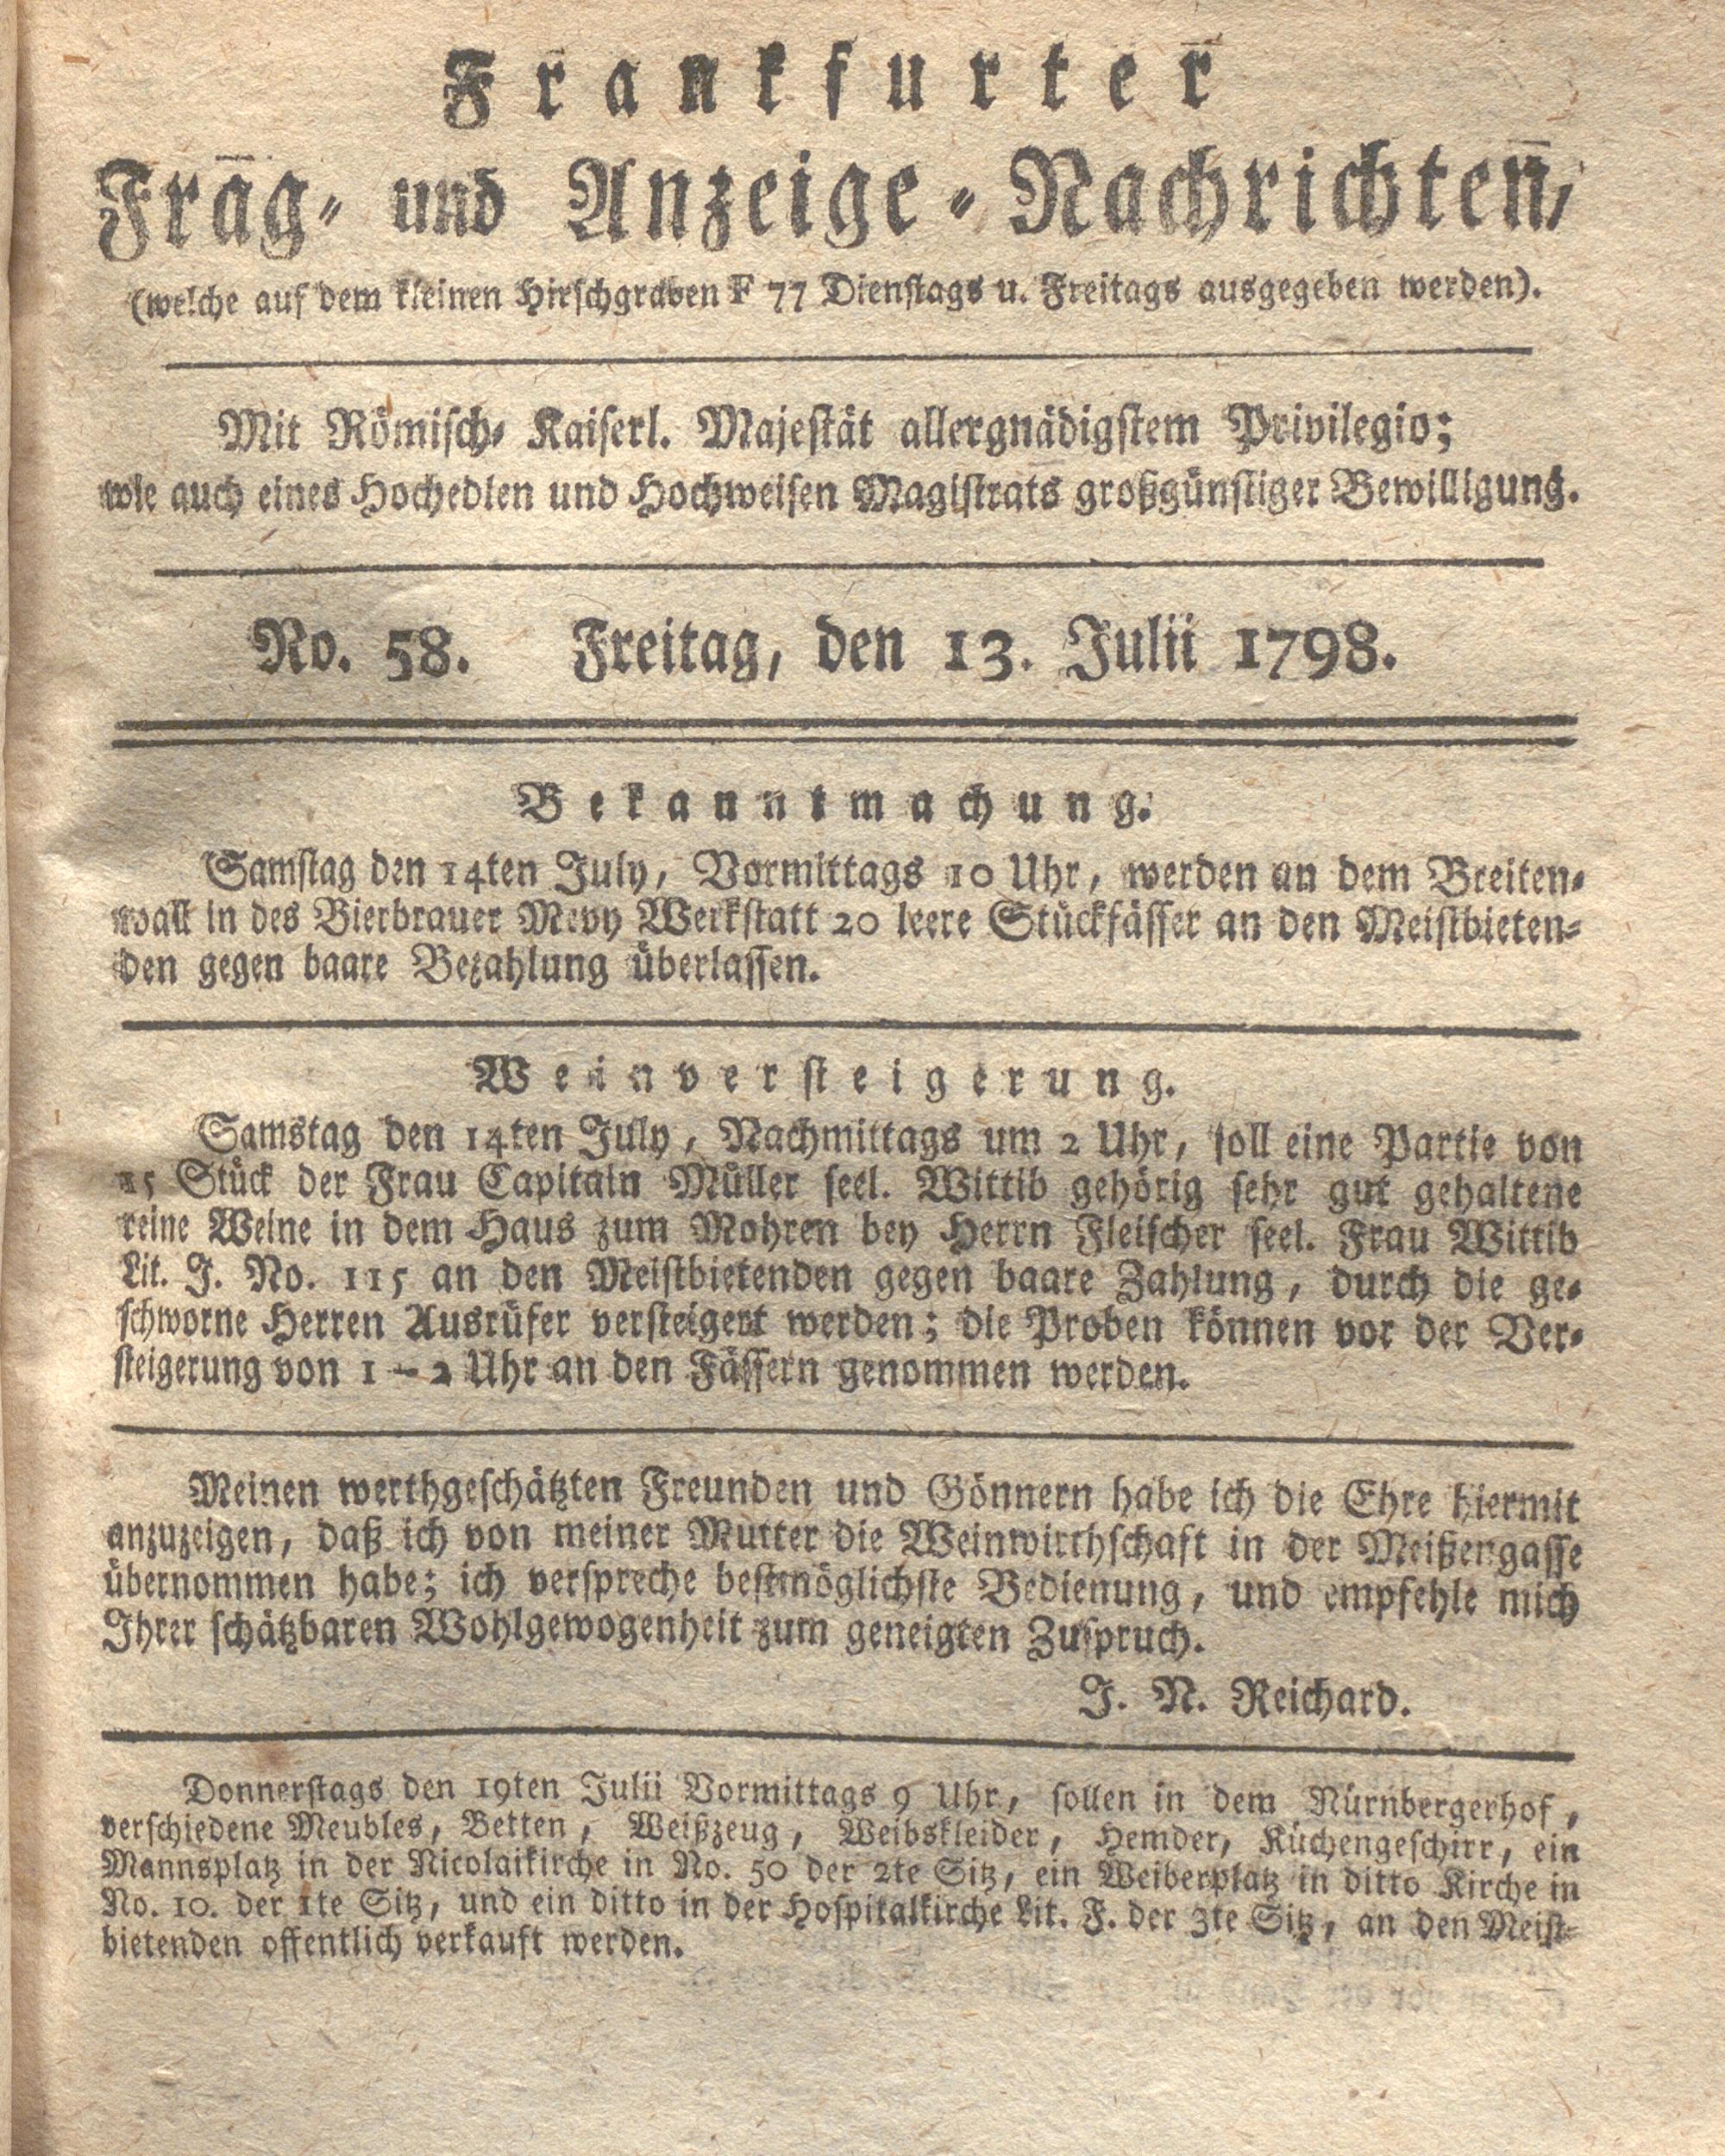 Frankfurter
Frag- und Anzeige-Nachrichten,
(welche auf dem kleinen Hirschgraben F 77 Dienstags u. Freitags ausgegeben werden).
Mit Römisch- Kaiserl. Majestät allergnädigstem Privilegio;
wie auch eines Hochedlen und Hochweisen Magistrats großgünstiger Bewilligung.
No. 58. Freitag, den 13. Julii 1798.
Bekanntmachung.
Samstag den 14ten July, Vormittags 10 Uhr, werden an dem Breiten-
wall in des Bierbrauer Werkstatt 20 leere Stückfässer an den Meistbieten-
den gegen baare Bezahlung überlassen.
Weinversteigerung.
Samstag den 14ten July, Nachmittags um 2 Uhr, soll eine Partie von
15 Stück der Frau Capitain Müller seel. Wittib gehörig sehr gut gehaltene
reine Weine in dem Haus zum Mohren bey Herrn Fleischer seel. Frau Wittib
Lit. J. No. 115 an den Meistbietenden gegen baare Zahlung, durch die ge-
schworne Herren Ausrüfer versteigert werden; die Proben können vor der Ver-
steigerung von 1 – 2 Uhr an den Fässern genommen werden.
Meinen werthgeschätzten Freunden und Gönnern habe ich die Ehre hiermit
anzuzeigen, daß ich von meiner Mutter die Weinwirthschaft in der Meißengasse
übernommen habe; ich verspreche bestmöglichste Bedienung, und empfehle mich
Ihrer schätzbaren Wohlgewogenheit zum geneigten Zuspruch.
J. N. Reichard.
Donnerstags den 19ten Julii Vormittags 9 Uhr, sollen in dem Nürnbergerhof,
verschiedene Meubles, Betten, Weißzeug, Weibskleider, Hemder, Küchengeschirr, ein
Mannsplatz in der Nicolaikirche in No. 50 der 2te Sitz, ein Weiberplatz in ditto Kirche in
No. 10. der 1te Sitz, und ein ditto in der Hospitalkirche Lit. F. der 3te Sitz, an den Meist-
bietenden offentlich verkauft werden.